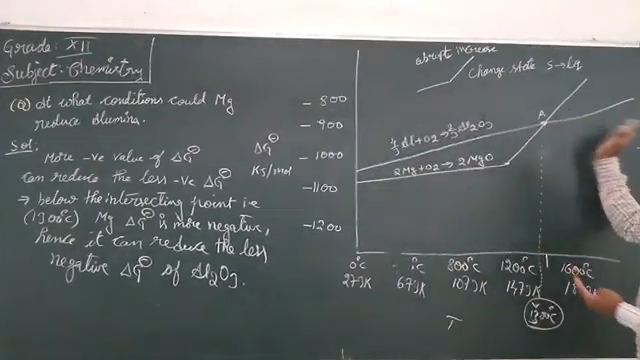 Grade: XII
Subject: Chemistry
(Q) At what conditions could Mg
reduce alumina.
Sol:
More -ve value of ΔG⊖
can reduce the less -ve ΔG⊖
→ below the intersecting point i.e
(1300°C) Mg ΔG⊖ is more negative,
hence it can reduce the less
negative ΔG⊖ of Al₂O₃.
ΔG⊖
KJ/mol
- 800
- 900
- 1000
- 1100
- 1200
abrupt increase
change state S→liq
A
4/3 Al + O2 → 2/3 Al2O3
2Mg + O2 → 2MgO
0°C °C 800°C 1200°C 1600°C
273K 673K 1073K 1473K
T
1300°C